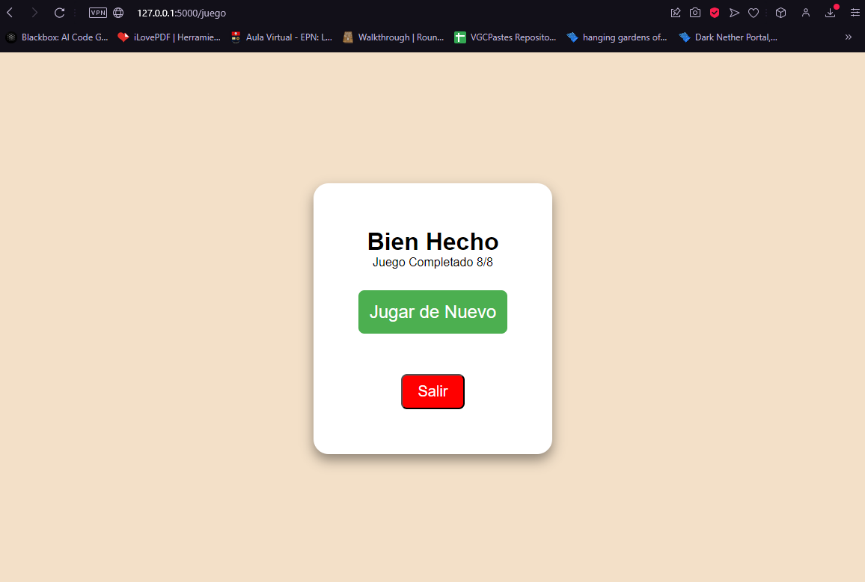 VPN 127.0.0.1:5000/juego
Blackbox: AI Code G... iLovePDF | Herramie... Aula Virtual - EPN: L... Walkthrough | Roun... VGCPastes Reposito... hanging gardens of... Dark Nether Portal,... »
Bien Hecho
Juego Completado 8/8
Jugar de Nuevo
Salir